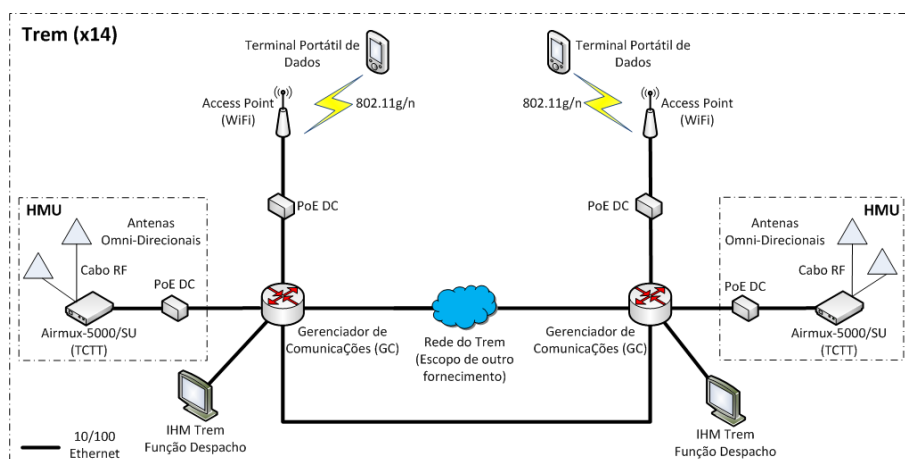 Trem (x14)
Terminal Portátil de
Dados
802.11g/n
Access Point
(WiFi)
PoE DC
HMU
Antenas
Omni-Direcionais
Cabo RF
PoE DC
Airmux-5000/SU
(TCTT)
Gerenciador de
ComunicaÇões (GC)
IHM Trem
Função Despacho
10/100
Ethernet
Rede do Trem
(Escopo de outro
fornecimento)
Terminal Portátil de
Dados
802.11g/n
Access Point
(WiFi)
PoE DC
HMU
Antenas
Omni-Direcionais
Cabo RF
PoE DC
Airmux-5000/SU
(TCTT)
Gerenciador de
ComunicaÇões (GC)
IHM Trem
Função Despacho